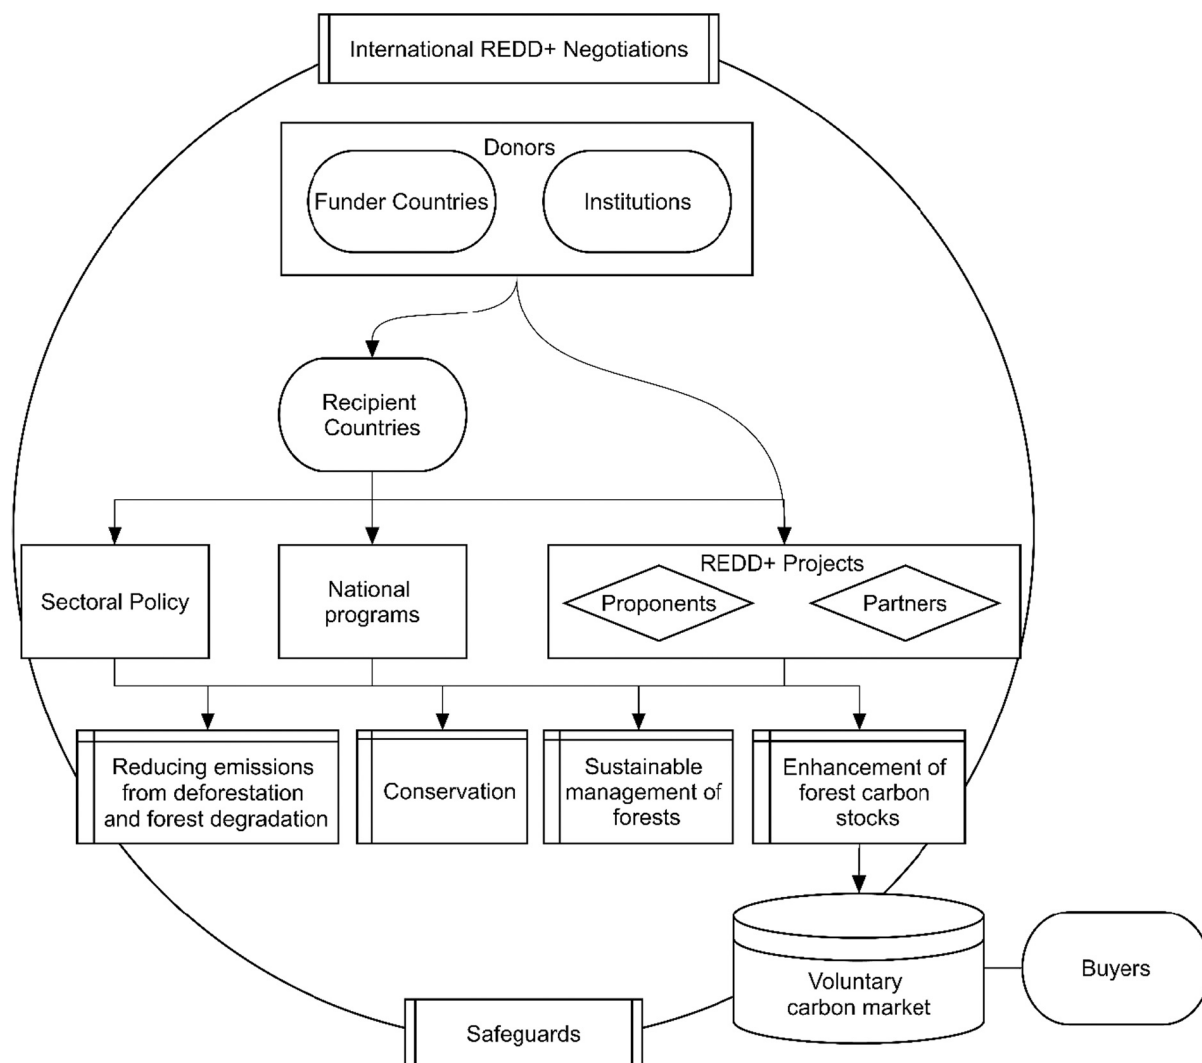 International REDD+ Negotiations
Donors
Funder Countries
Institutions
Recipient
Countries
Sectoral Policy
National
programs
REDD+ Projects
Proponents
Partners
Reducing emissions
from deforestation
and forest degradation
Conservation
Sustainable
management of
forests
Enhancement of
forest carbon
stocks
Voluntary
carbon market
Buyers
Safeguards